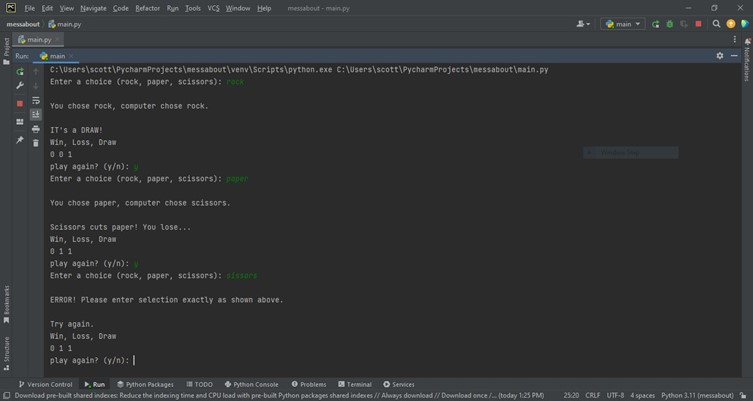 PC File Edit View Navigate Code Refactor Run Tools VCS Window Help messabout - main.py
messabout main.py main
main.py
Project
Notifications
Run: main
C:\Users\scott\PycharmProjects\messabout\venv\Scripts\python.exe C:\Users\scott\PycharmProjects\messabout\main.py
Enter a choice (rock, paper, scissors): rock
You chose rock, computer chose rock.
IT's a DRAW!
Win, Loss, Draw
0 0 1
play again? (y/n): y
Enter a choice (rock, paper, scissors): paper
You chose paper, computer chose scissors.
Scissors cuts paper! You lose...
Win, Loss, Draw
0 1 1
play again? (y/n): y
Enter a choice (rock, paper, scissors):
ERROR! Please enter selection exactly as shown above.
Try again.
Win, Loss, Draw
0 1 1
play again? (y/n):
Bookmarks
Structure
Version Control Run Python Packages TODO Python Console Problems Terminal Services
Download pre-built shared indexes: Reduce the indexing time and CPU load with pre-built Python packages shared indexes // Always download // Download once /... (today 1:25 PM) 25:20 CRLF UTF-8 4 spaces Python 3.11 (messabout)